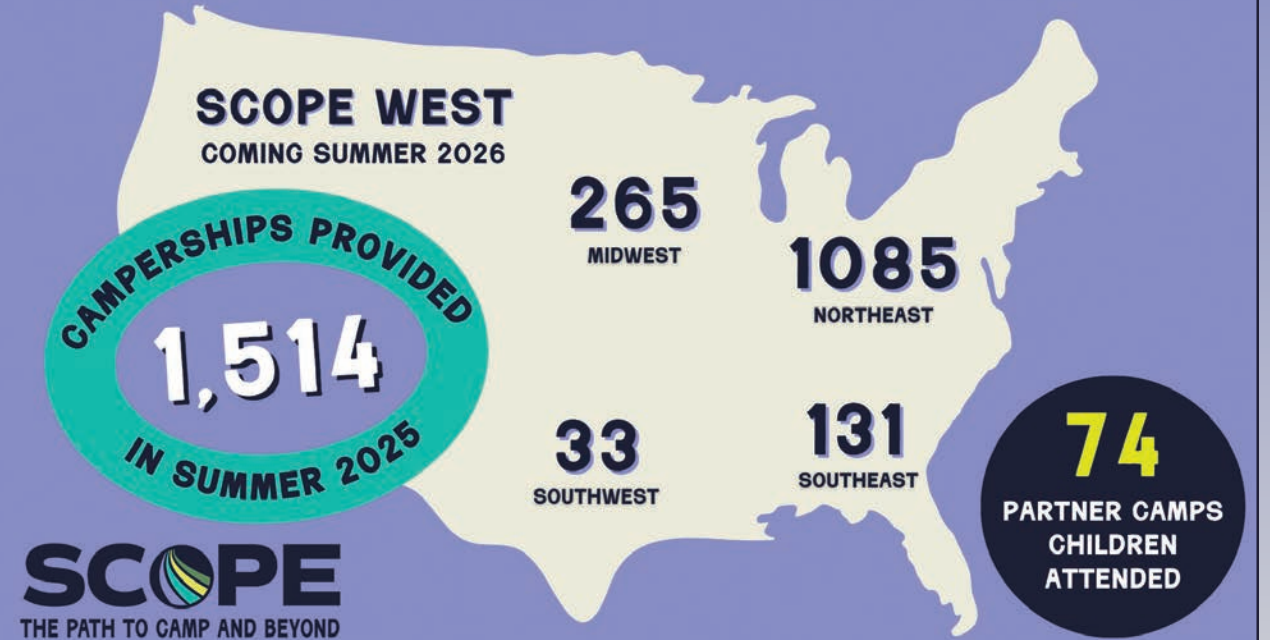 SCOPE WEST
COMING SUMMER 2026
265
MIDWEST
1085
NORTHEAST
CAMPERSHIPS PROVIDED
1,514
IN SUMMER 2025
33
SOUTHWEST
131
SOUTHEAST
74
PARTNER CAMPS
CHILDREN
ATTENDED
SCOPE
THE PATH TO CAMP AND BEYOND